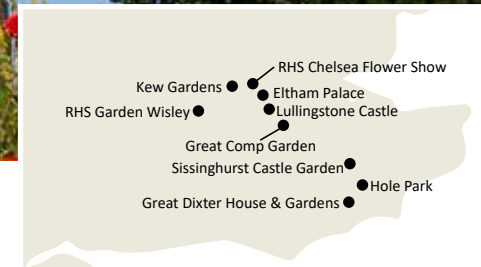 RHS Chelsea Flower Show
Kew Gardens
Eltham Palace
RHS Garden Wisley
Lullingstone Castle
Great Comp Garden
Sissinghurst Castle Garden
Hole Park
Great Dixter House & Gardens